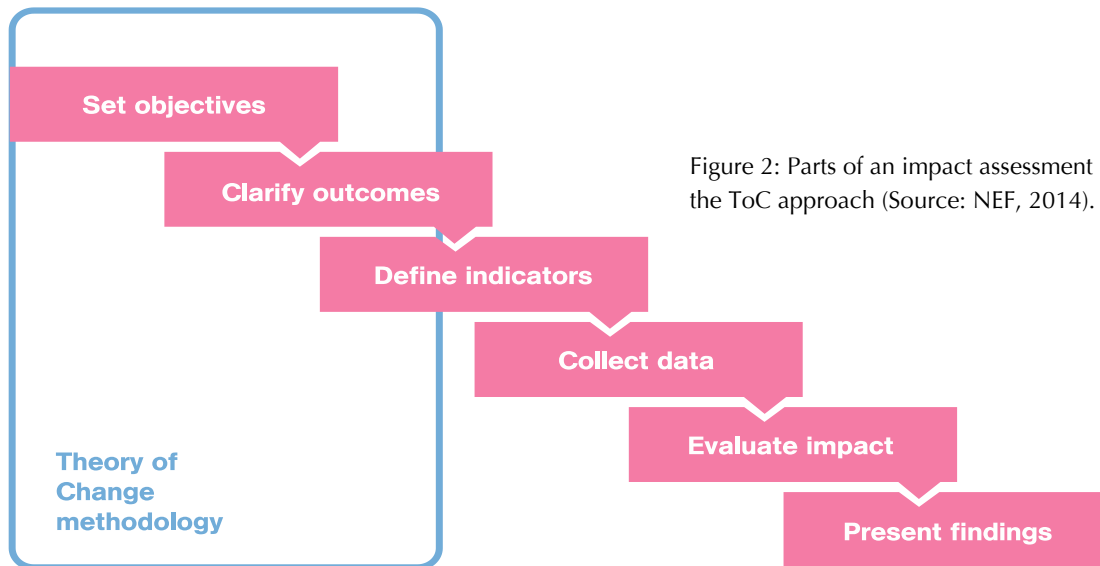 Set objectives
Clarify outcomes
Figure 2: Parts of an impact assessment
the ToC approach (Source: NEF, 2014).
Define indicators
Collect data
Evaluate impact
Theory of
Change
methodology
Present findings